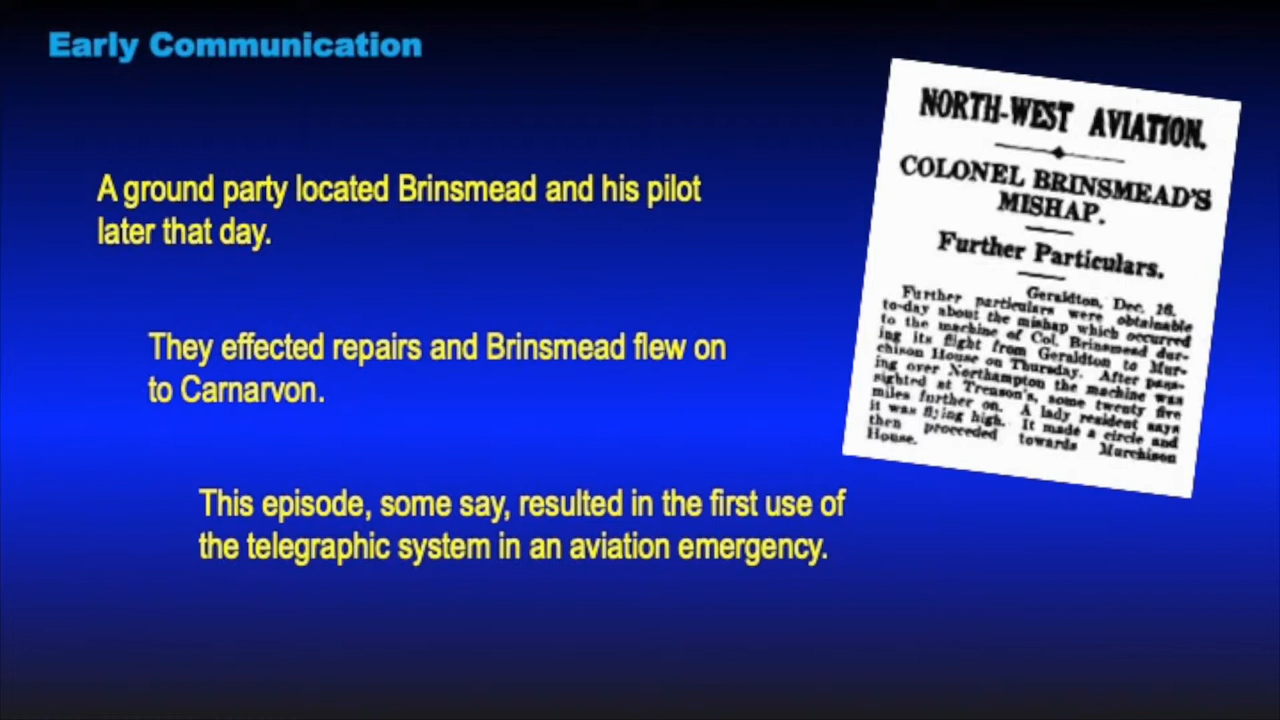 Early Communication
A ground party located Brinsmead and his pilot
later that day.
They effected repairs and Brinsmead flew on
to Carnarvon.
This episode, some say, resulted in the first use of
the telegraphic system in an aviation emergency.
NORTH-WEST AVIATION.
COLONEL BRINSMEAD'S
MISHAP.
Further Particulars.
Geraldton, Dec. 16.
Further particulars were obtainable
to-day about the mishap which occurred
to the machine of Col. Brinsmead dur-
ing its flight from Geraldton to Mur-
chison House on Thursday. After pass-
ing over Northampton the machine was
sighted at Trenson's, some twenty five
miles further on. A lady resident says
it was flying high. It made a circle and
then proceeded towards Murchison
House.